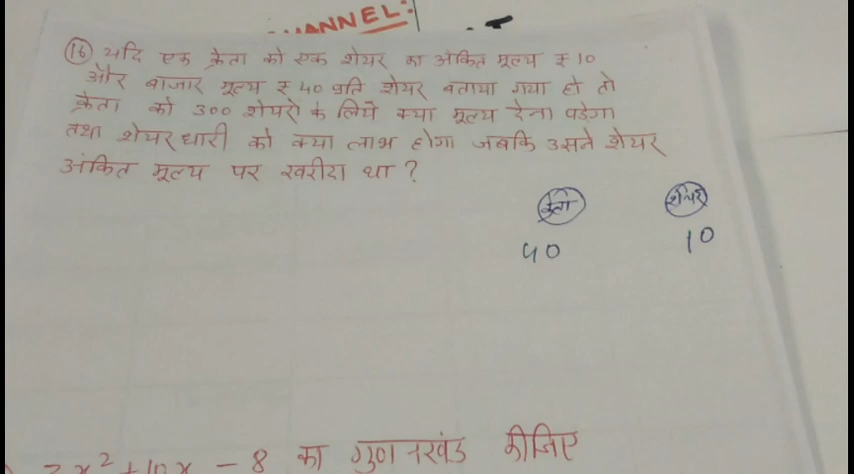 CHANNEL:-
(16) यदि एक क्रेता को एक शेयर का अंकित मूल्य ₹ 10
और बाजार मूल्य ₹ 40 प्रति शेयर बताया गया हो तो
क्रेता को 300 शेयरो के लिये क्या मूल्य देना पडेगा
तथा शेयर धारी को क्या लाभ होगा जबकि उसने शेयर
अंकित मूल्य पर खरीदा था ?
क्रेता शेयर
40 10
x² + 10x - 8 का गुणनखंड कीजिए